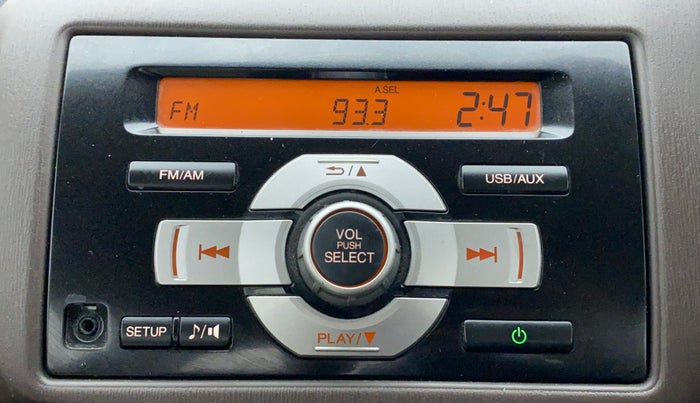 A.SEL
FM 93.3 2:47
FM/AM
/▲
USB/AUX
VOL
PUSH
SELECT
SETUP
♪/
PLAY/▼